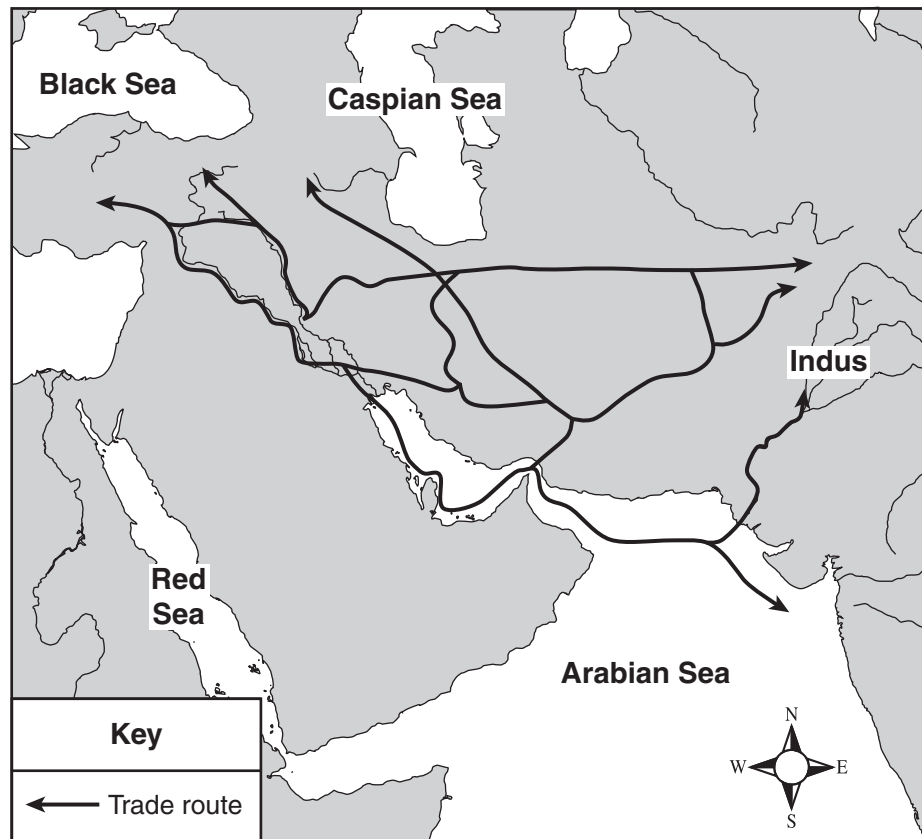 Black Sea
Caspian Sea
Indus
Red
Sea
Arabian Sea
N
W
E
S
Key
Trade route